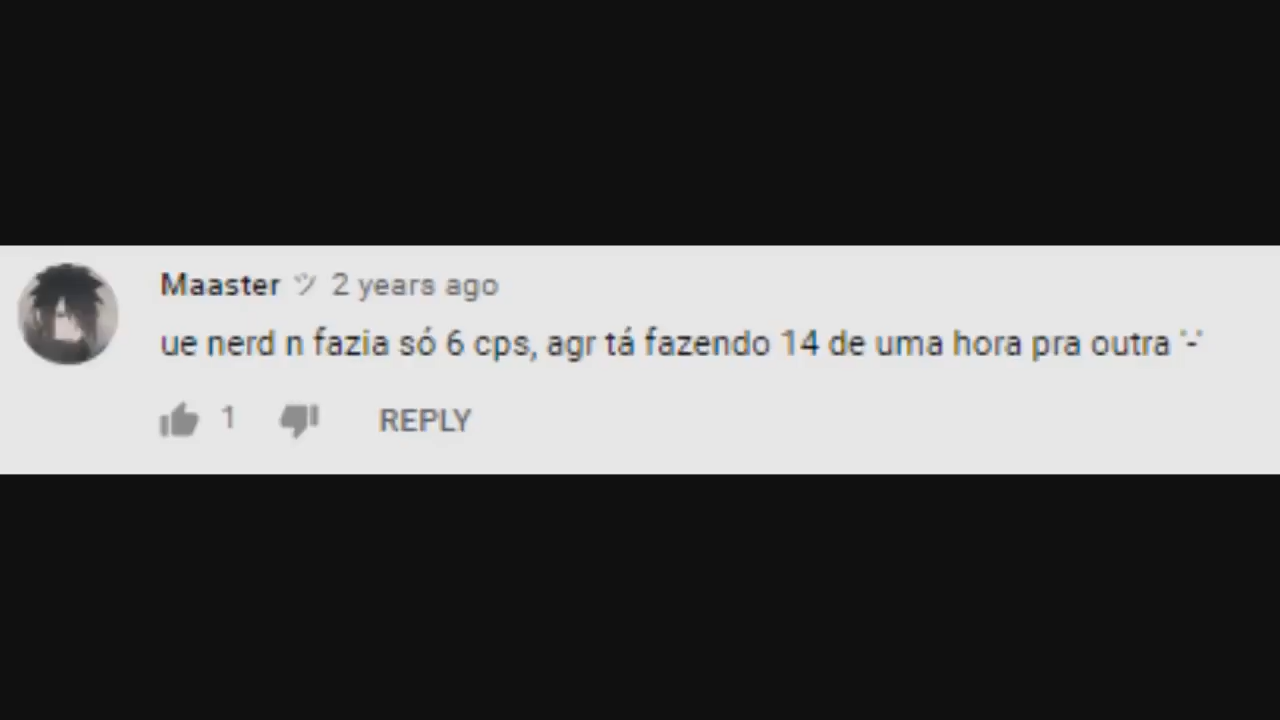 Maaster ツ 2 years ago
ue nerd n fazia só 6 cps, agr tá fazendo 14 de uma hora pra outra '-'
1 REPLY